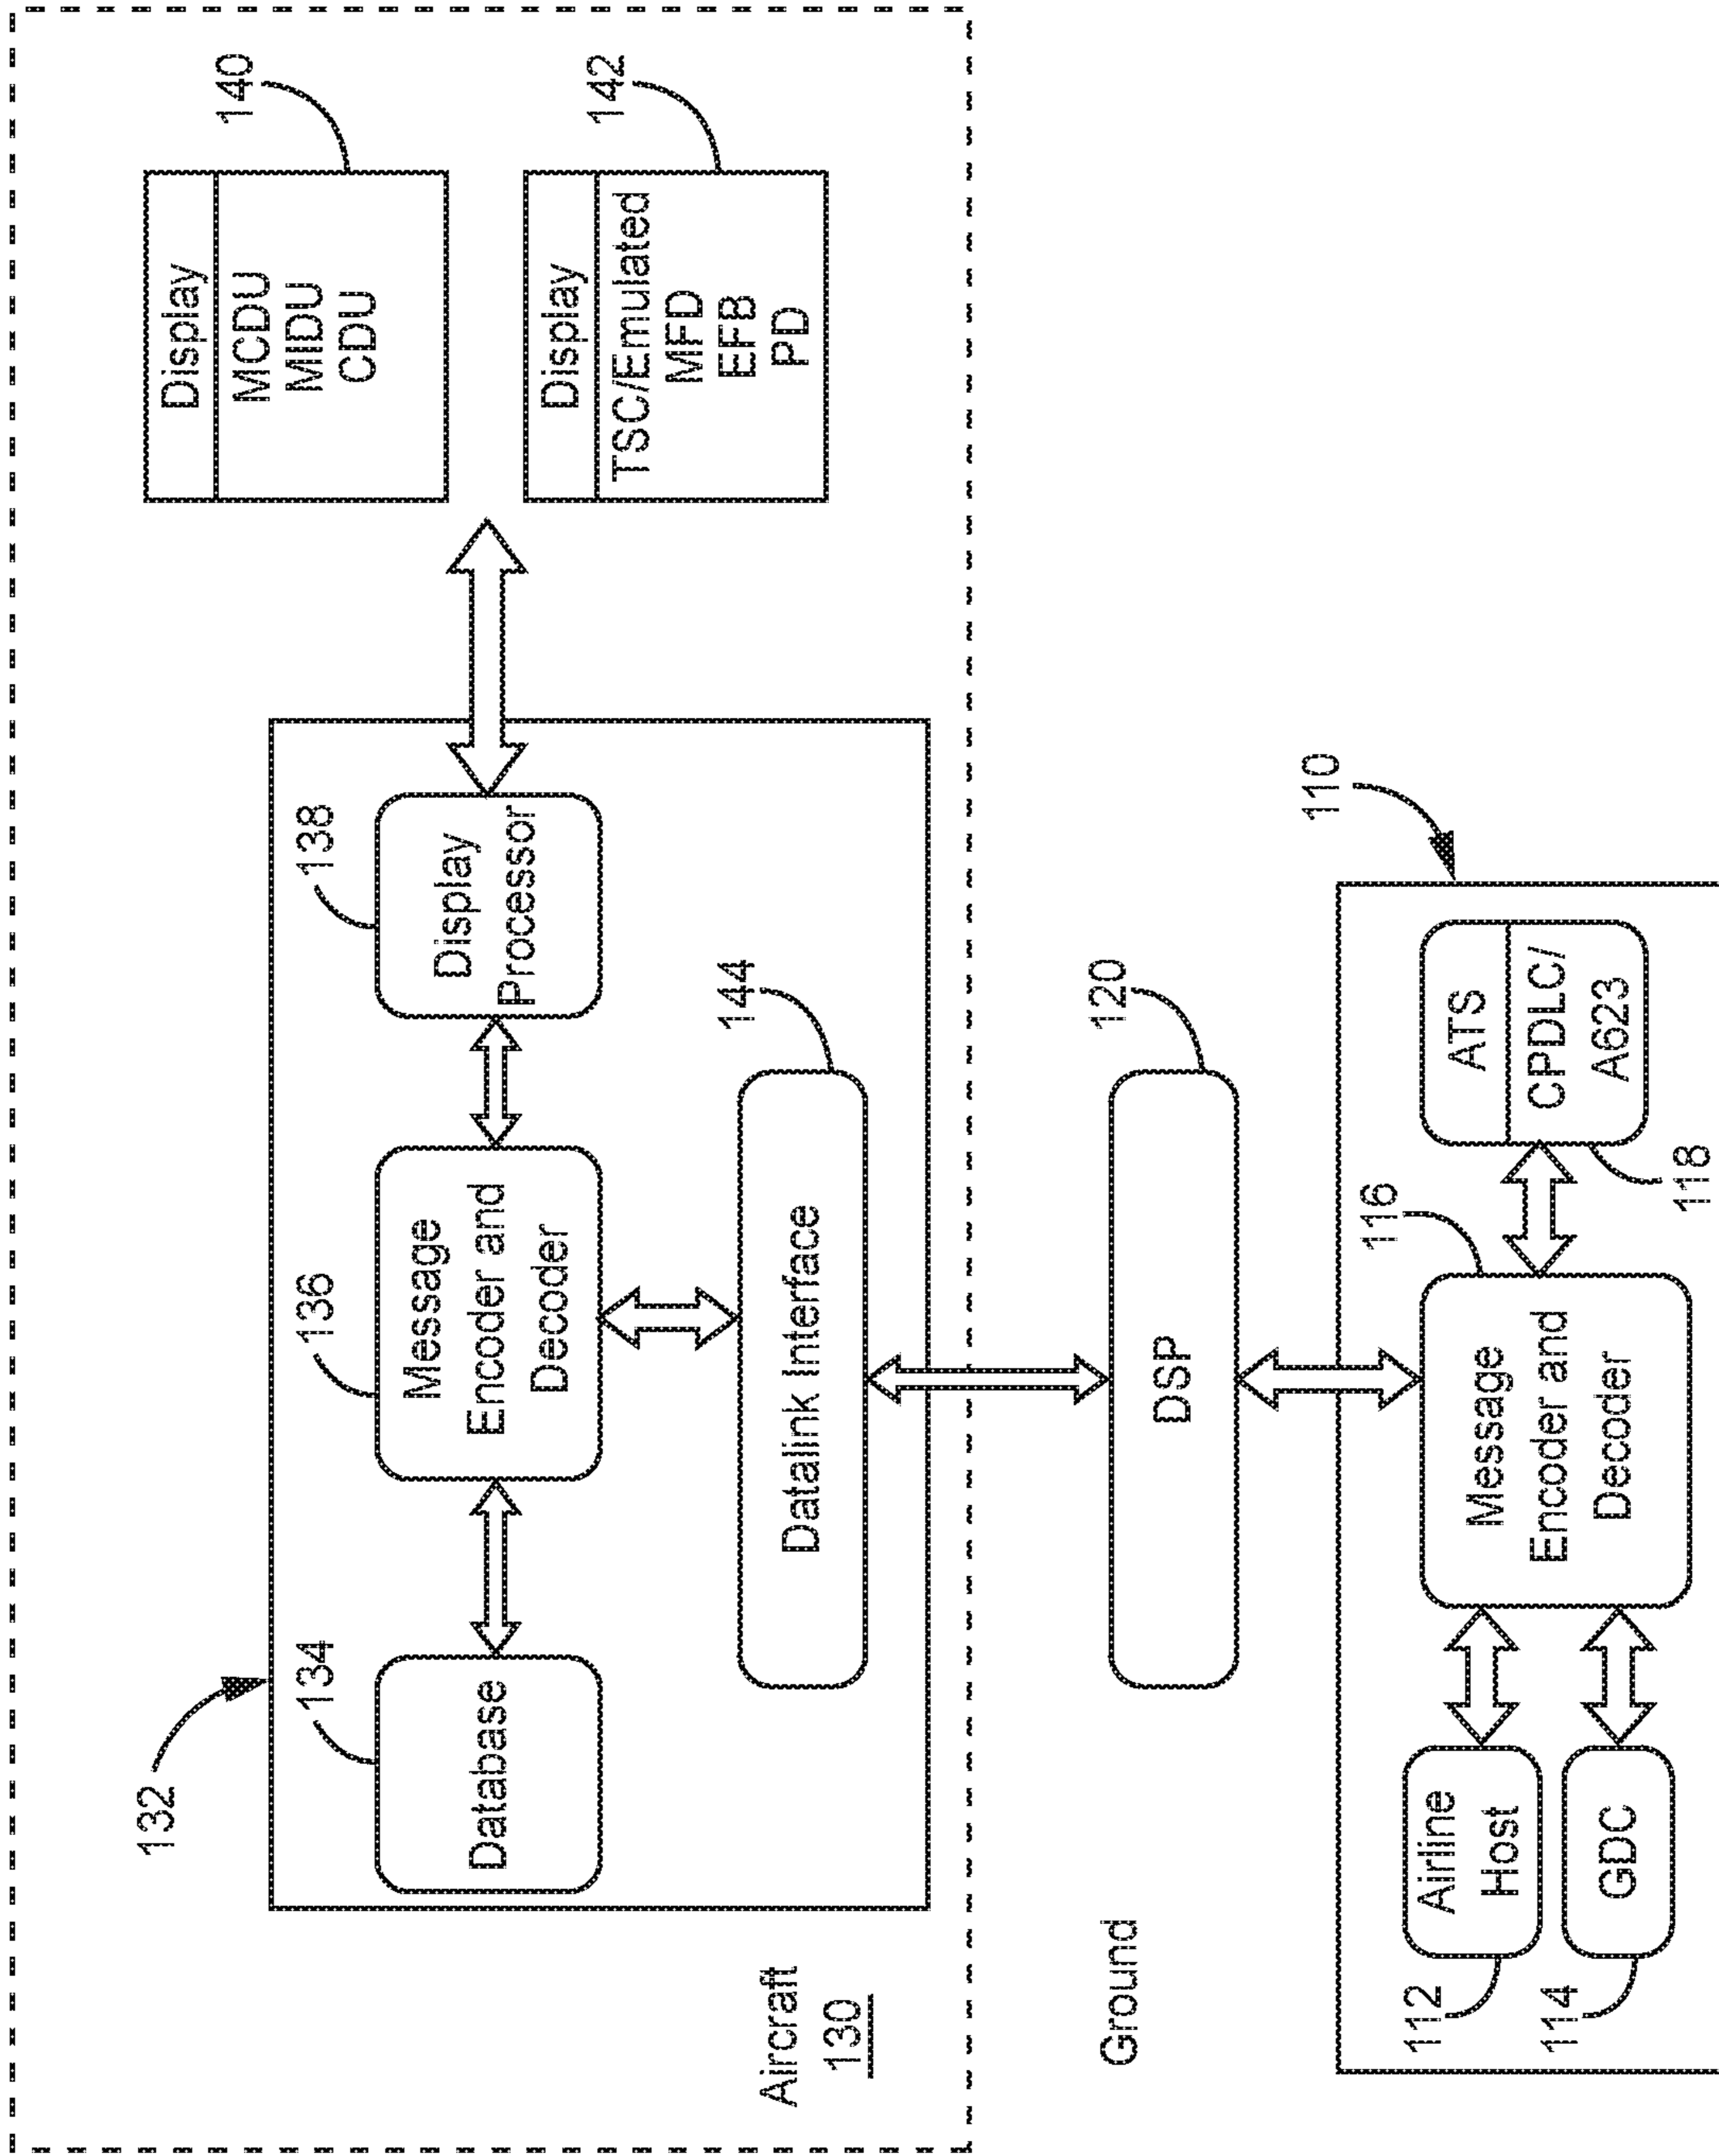 132
134
Database
136
Message
Encoder and
Decoder
138
Display
Processor
140
Display
MCDU
MIDU
CDU
142
Display
TSC/Emulated
MFD
EFB
PD
144
Datalink Interface
Aircraft
130
Ground
120
DSP
110
112
Airline
Host
114
GDC
116
Message
Encoder and
Decoder
ATS
CPDLC/
A623
118